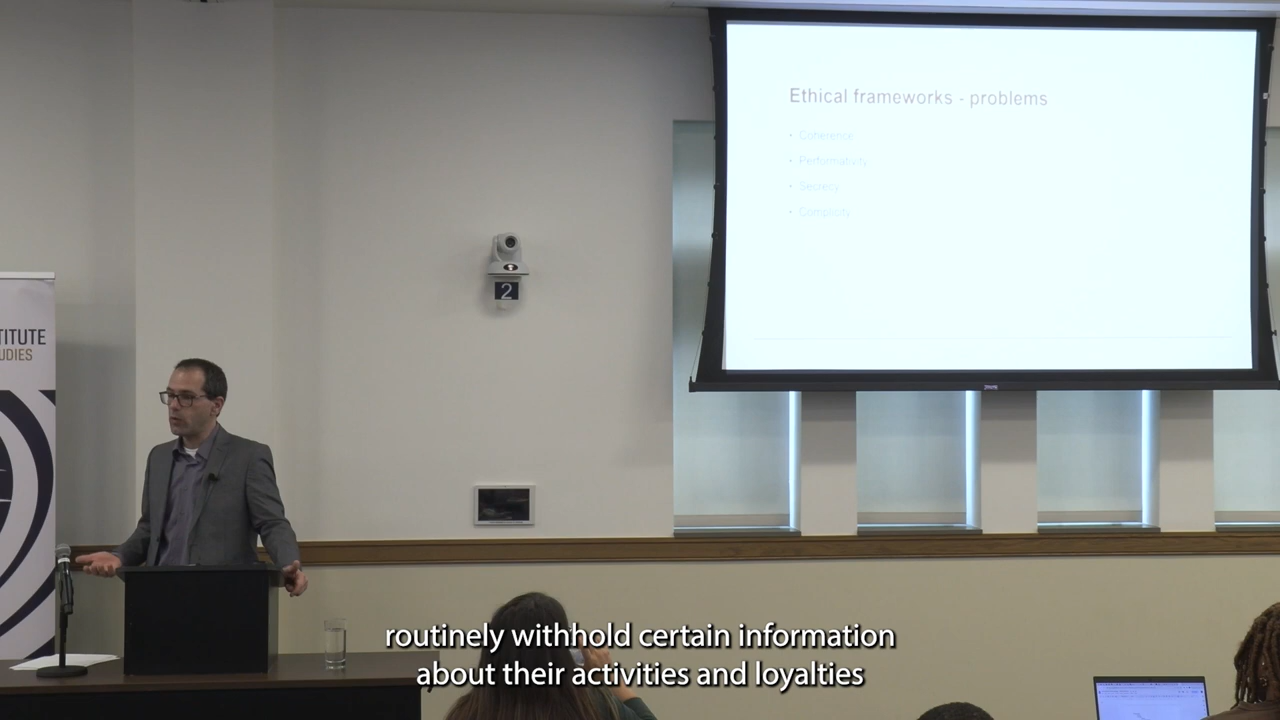 Ethical frameworks - problems
• Coherence
• Performativity
• Secrecy
• Complicity
2
TITUTE
UDIES
routinely withhold certain information
about their activities and loyalties